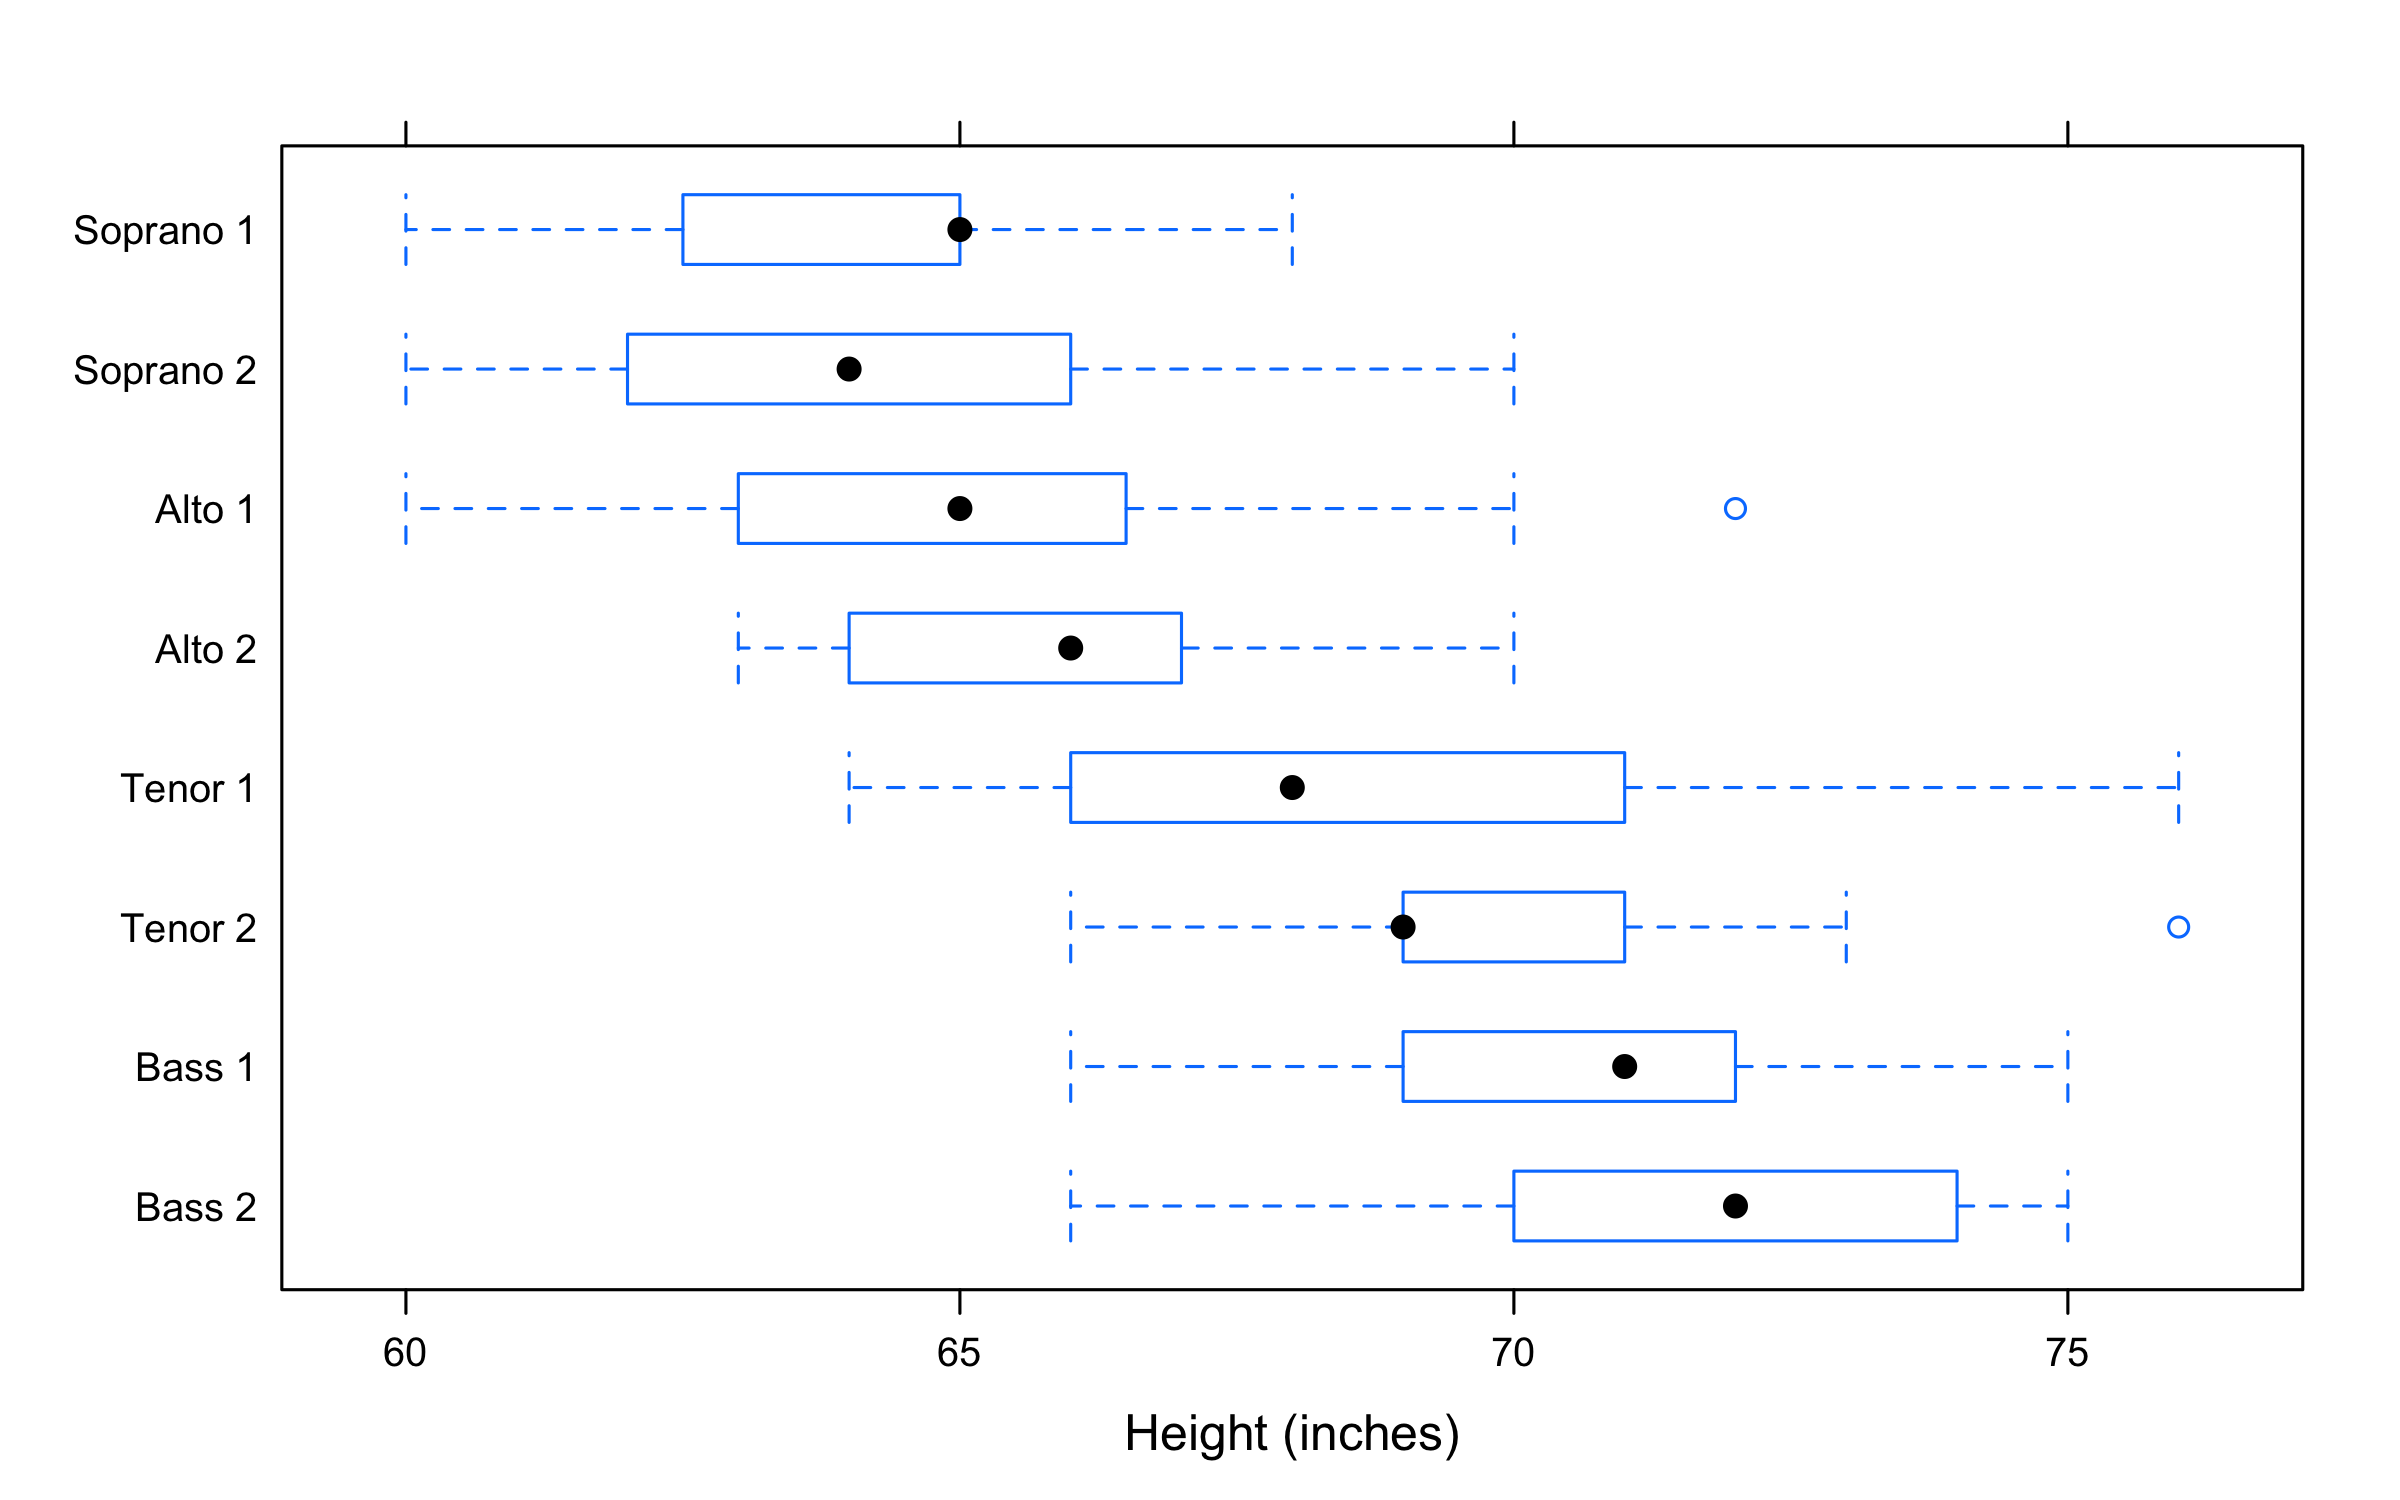 Soprano 1
Soprano 2
Alto 1
Alto 2
Tenor 1
Tenor 2
Bass 1
Bass 2
60 65 70 75
Height (inches)